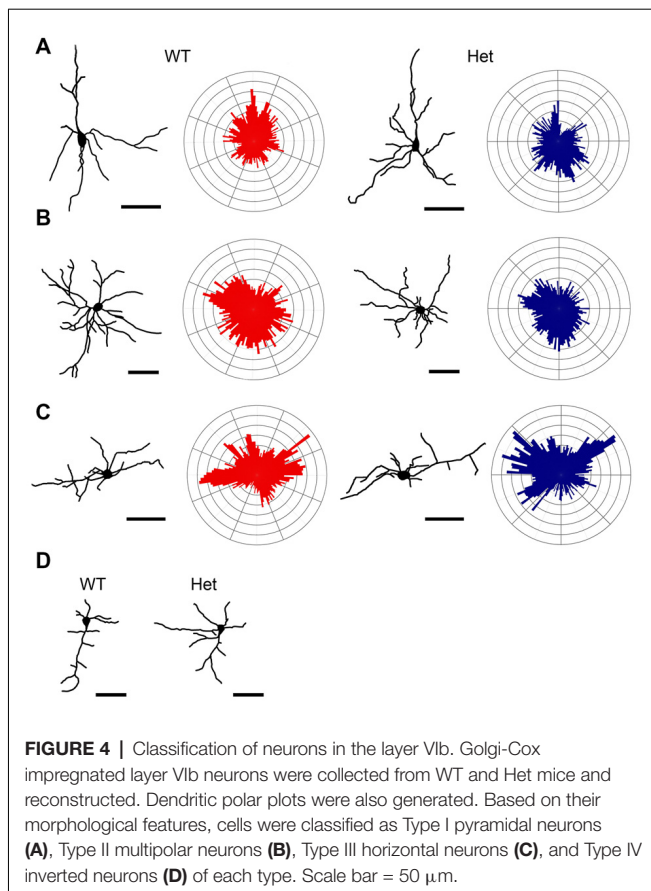 A
WT
Het
B
C
D
WT
Het
FIGURE 4 | Classification of neurons in the layer VIb. Golgi-Cox
impregnated layer VIb neurons were collected from WT and Het mice and
reconstructed. Dendritic polar plots were also generated. Based on their
morphological features, cells were classified as Type I pyramidal neurons
(A), Type II multipolar neurons (B), Type III horizontal neurons (C), and Type IV
inverted neurons (D) of each type. Scale bar = 50 μm.